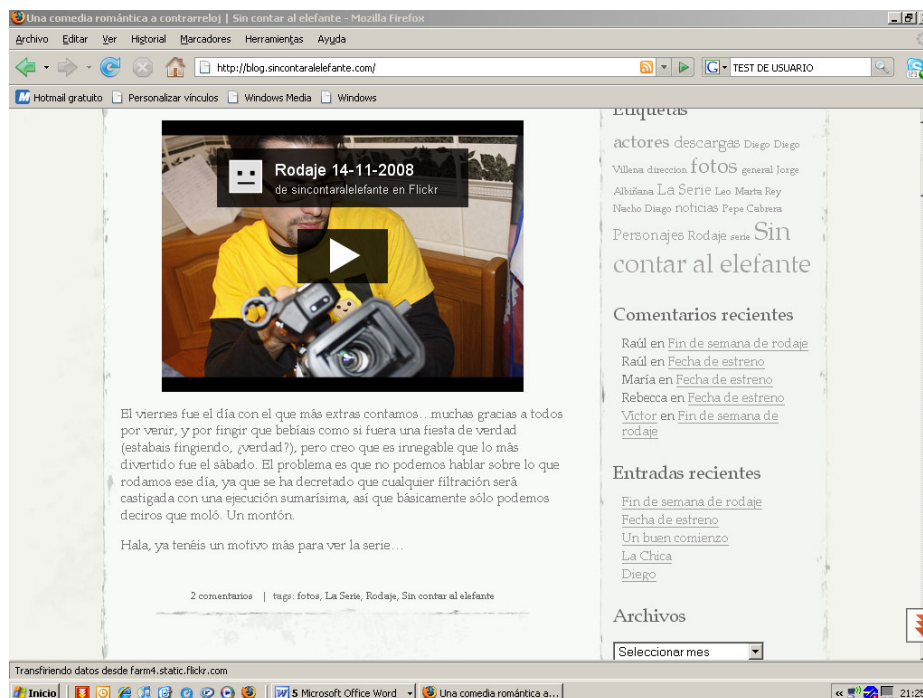 Una comedia romántica a contrarreloj | Sin contar al elefante - Mozilla Firefox
Archivo Editar Ver Historial Marcadores Herramientas Ayuda
http://blog.sincontaralelefante.com/
TEST DE USUARIO
Hotmail gratuito Personalizar vínculos Windows Media Windows
Rodaje 14-11-2008
de sincontaralelefante en Flickr
El viernes fue el día con el que más extras contamos...muchas gracias a todos
por venir, y por fingir que bebíais como si fuera una fiesta de verdad
(estabais fingiendo, ¿verdad?), pero creo que es innegable que lo más
divertido fue el sábado. El problema es que no podemos hablar sobre lo que
rodamos ese día, ya que se ha decretado que cualquier filtración será
castigada con una ejecución sumarísima, así que básicamente sólo podemos
deciros que moló. Un montón.
Hala, ya tenéis un motivo más para ver la serie...
2 comentarios | tags: fotos, La Serie, Rodaje, Sin contar al elefante
Etiquetas
actores descargas Diego Diego
Villena direccion fotos general Jorge
Albiñana La Serie Leo Marta Rey
Nacho Diago noticias Pepe Cabrera
Personajes Rodaje serie Sin
contar al elefante
Comentarios recientes
Raúl en Fin de semana de rodaje
Raúl en Fecha de estreno
María en Fecha de estreno
Rebecca en Fecha de estreno
Victor en Fin de semana de
rodaje
Entradas recientes
Fin de semana de rodaje
Fecha de estreno
Un buen comienzo
La Chica
Diego
Archivos
Seleccionar mes
Transfiriendo datos desde farm4.static.flickr.com
Inicio 5 Microsoft Office Word Una comedia romántica a...